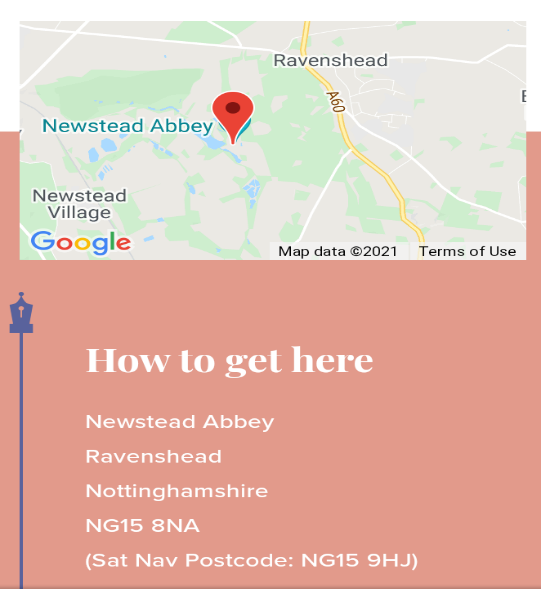 Ravenshead
A60
E
Newstead Abbey
Newstead
Village
Google
Map data ©2021 Terms of Use
How to get here
Newstead Abbey
Ravenshead
Nottinghamshire
NG15 8NA
(Sat Nav Postcode: NG15 9HJ)